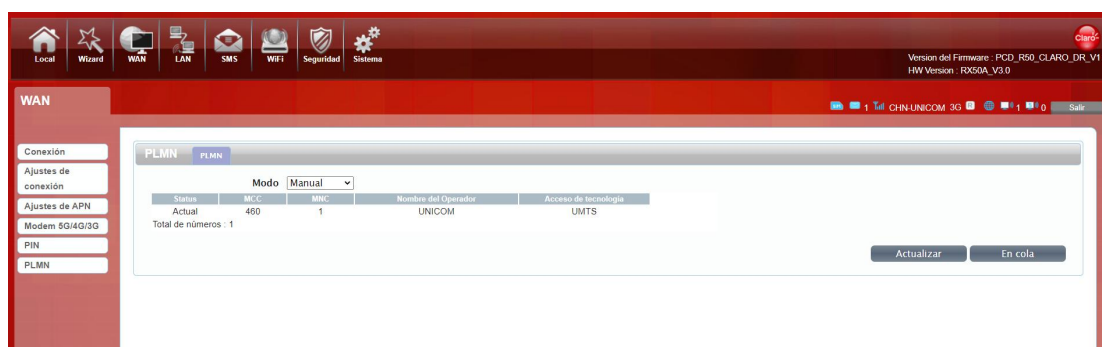 Local Wizard WAN LAN SMS WiFi Seguridad Sistema
Claro
Version del Firmware : PCD_R50_CLARO_DR_V1
HW Version : RX50A_V3.0
WAN
1 CHN-UNICOM 3G R 1 0 Salir
Conexión
Ajustes de
conexión
Ajustes de APN
Modem 5G/4G/3G
PIN
PLMN
PLMN PLMN
Modo Manual
Status MCC MNC Nombre del Operador Acceso de tecnología
Actual 460 1 UNICOM UMTS
Total de números : 1
Actualizar En cola